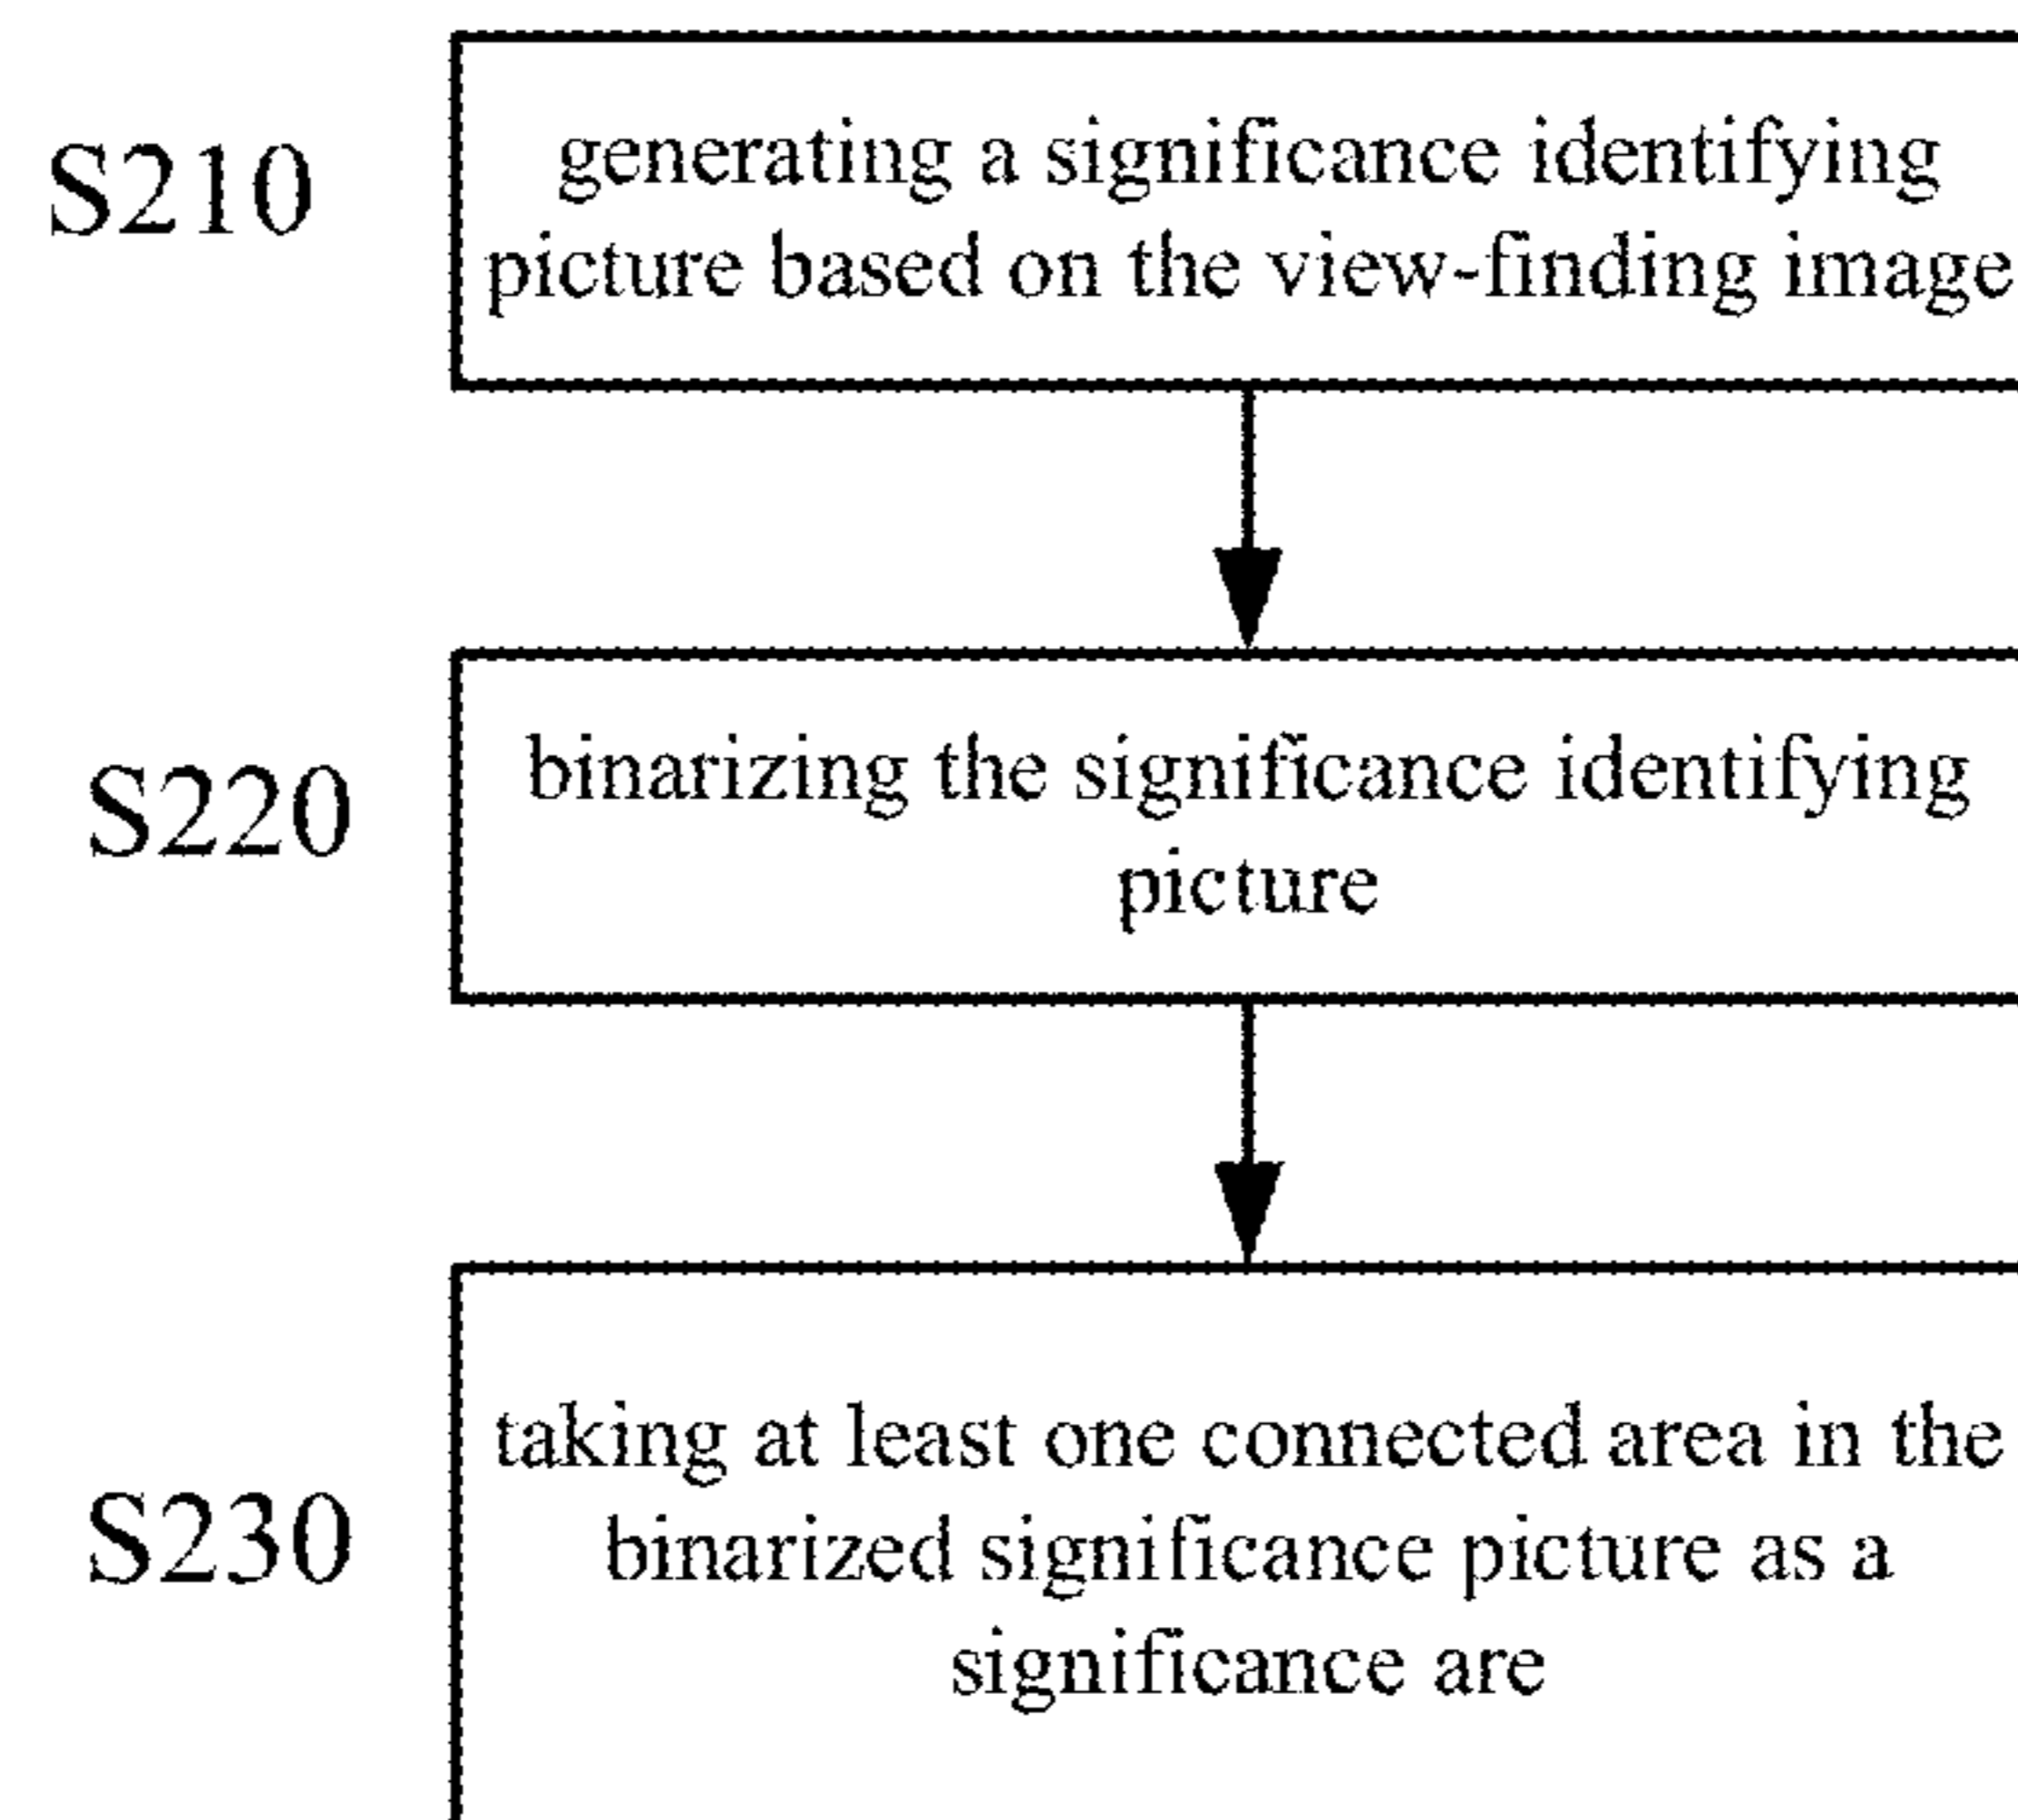 S210
generating a significance identifying
picture based on the view-finding image
S220
binarizing the significance identifying
picture
S230
taking at least one connected area in the
binarized significance picture as a
significance are